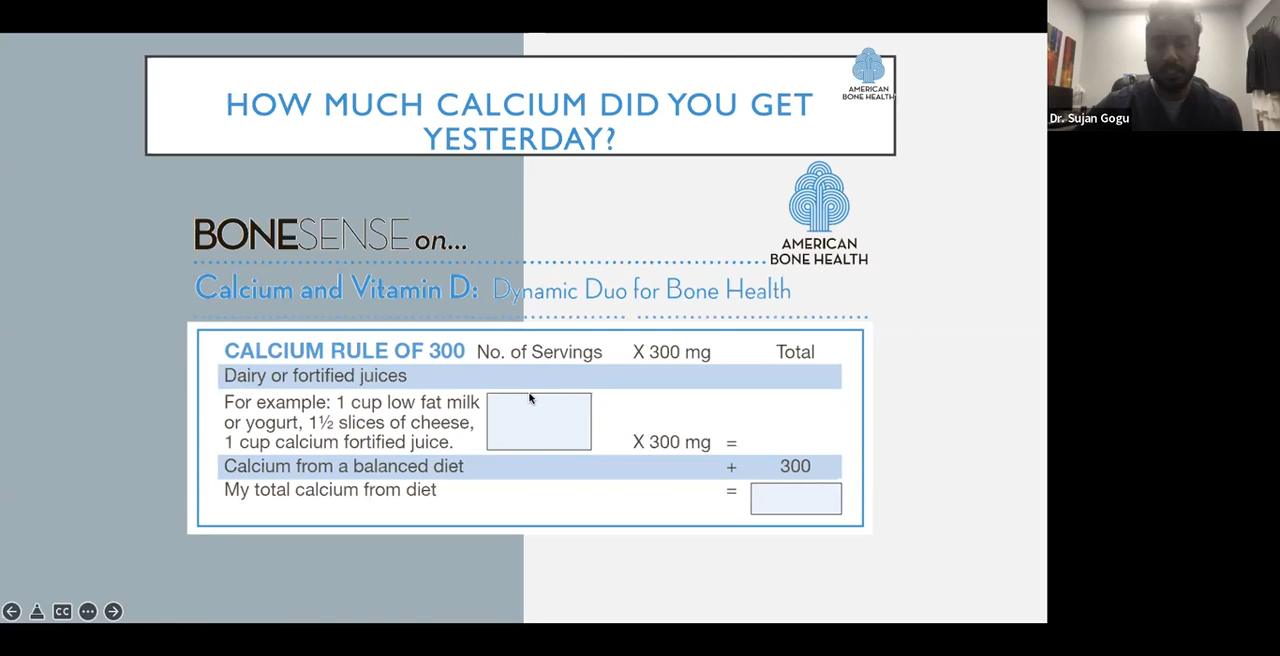 HOW MUCH CALCIUM DID YOU GET
YESTERDAY?
AMERICAN
BONE HEALTH
Dr. Sujan Gogu
BONESENSE on...
AMERICAN
BONE HEALTH
Calcium and Vitamin D: Dynamic Duo for Bone Health
CALCIUM RULE OF 300 No. of Servings X 300 mg Total
Dairy or fortified juices
For example: 1 cup low fat milk
or yogurt, 1½ slices of cheese,
1 cup calcium fortified juice. X 300 mg =
Calcium from a balanced diet + 300
My total calcium from diet =
CC